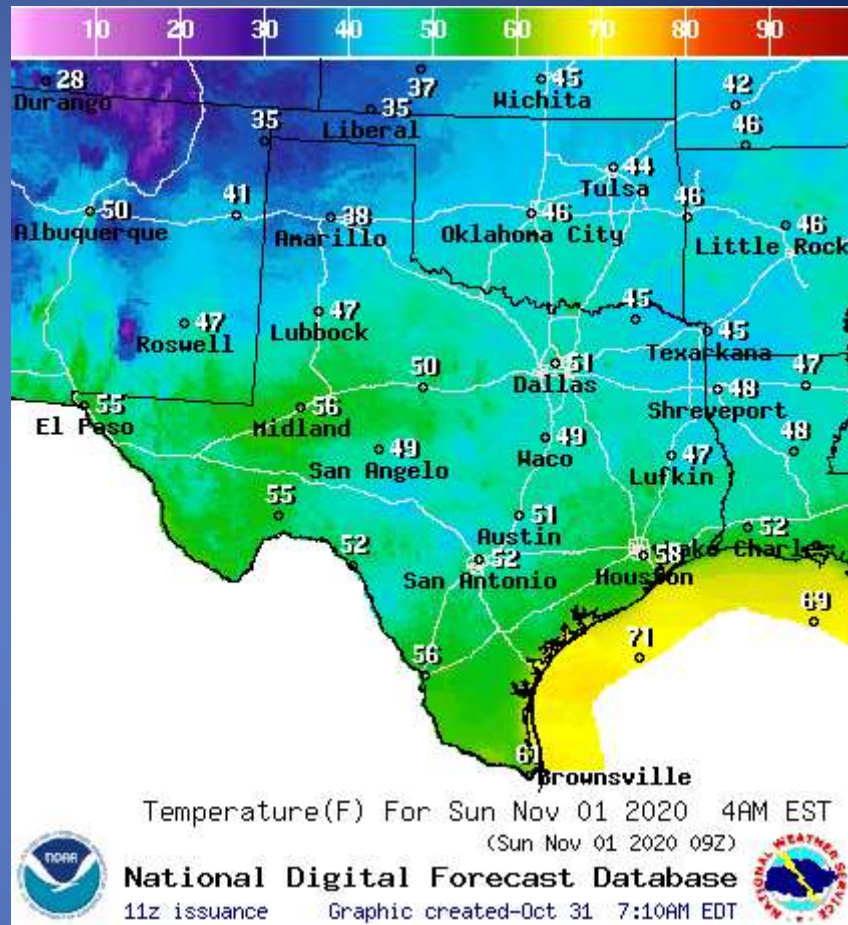 10 20 30 40 50 60 70 80 90
28
Durango
37
45
Wichita
42
35
Liberal
35
46
44
Tulsa
50
Albuquerque
41
38
Amarillo
46
Oklahoma City
46
46
Little Rock
47
Roswell
47
Lubbock
45
45
Texarkana
50
51
Dallas
47
48
Shreveport
55
El Paso
56
Midland
49
San Angelo
49
Waco
47
Lufkin
48
55
51
Austin
52
52
52
San Antonio
58
Houston
69
71
56
61
Brownsville
Temperature(F) For Sun Nov 01 2020 4AM EST
(Sun Nov 01 2020 09Z)
NOAA
NATIONAL WEATHER SERVICE
National Digital Forecast Database
11z issuance Graphic created-Oct 31 7:10AM EDT